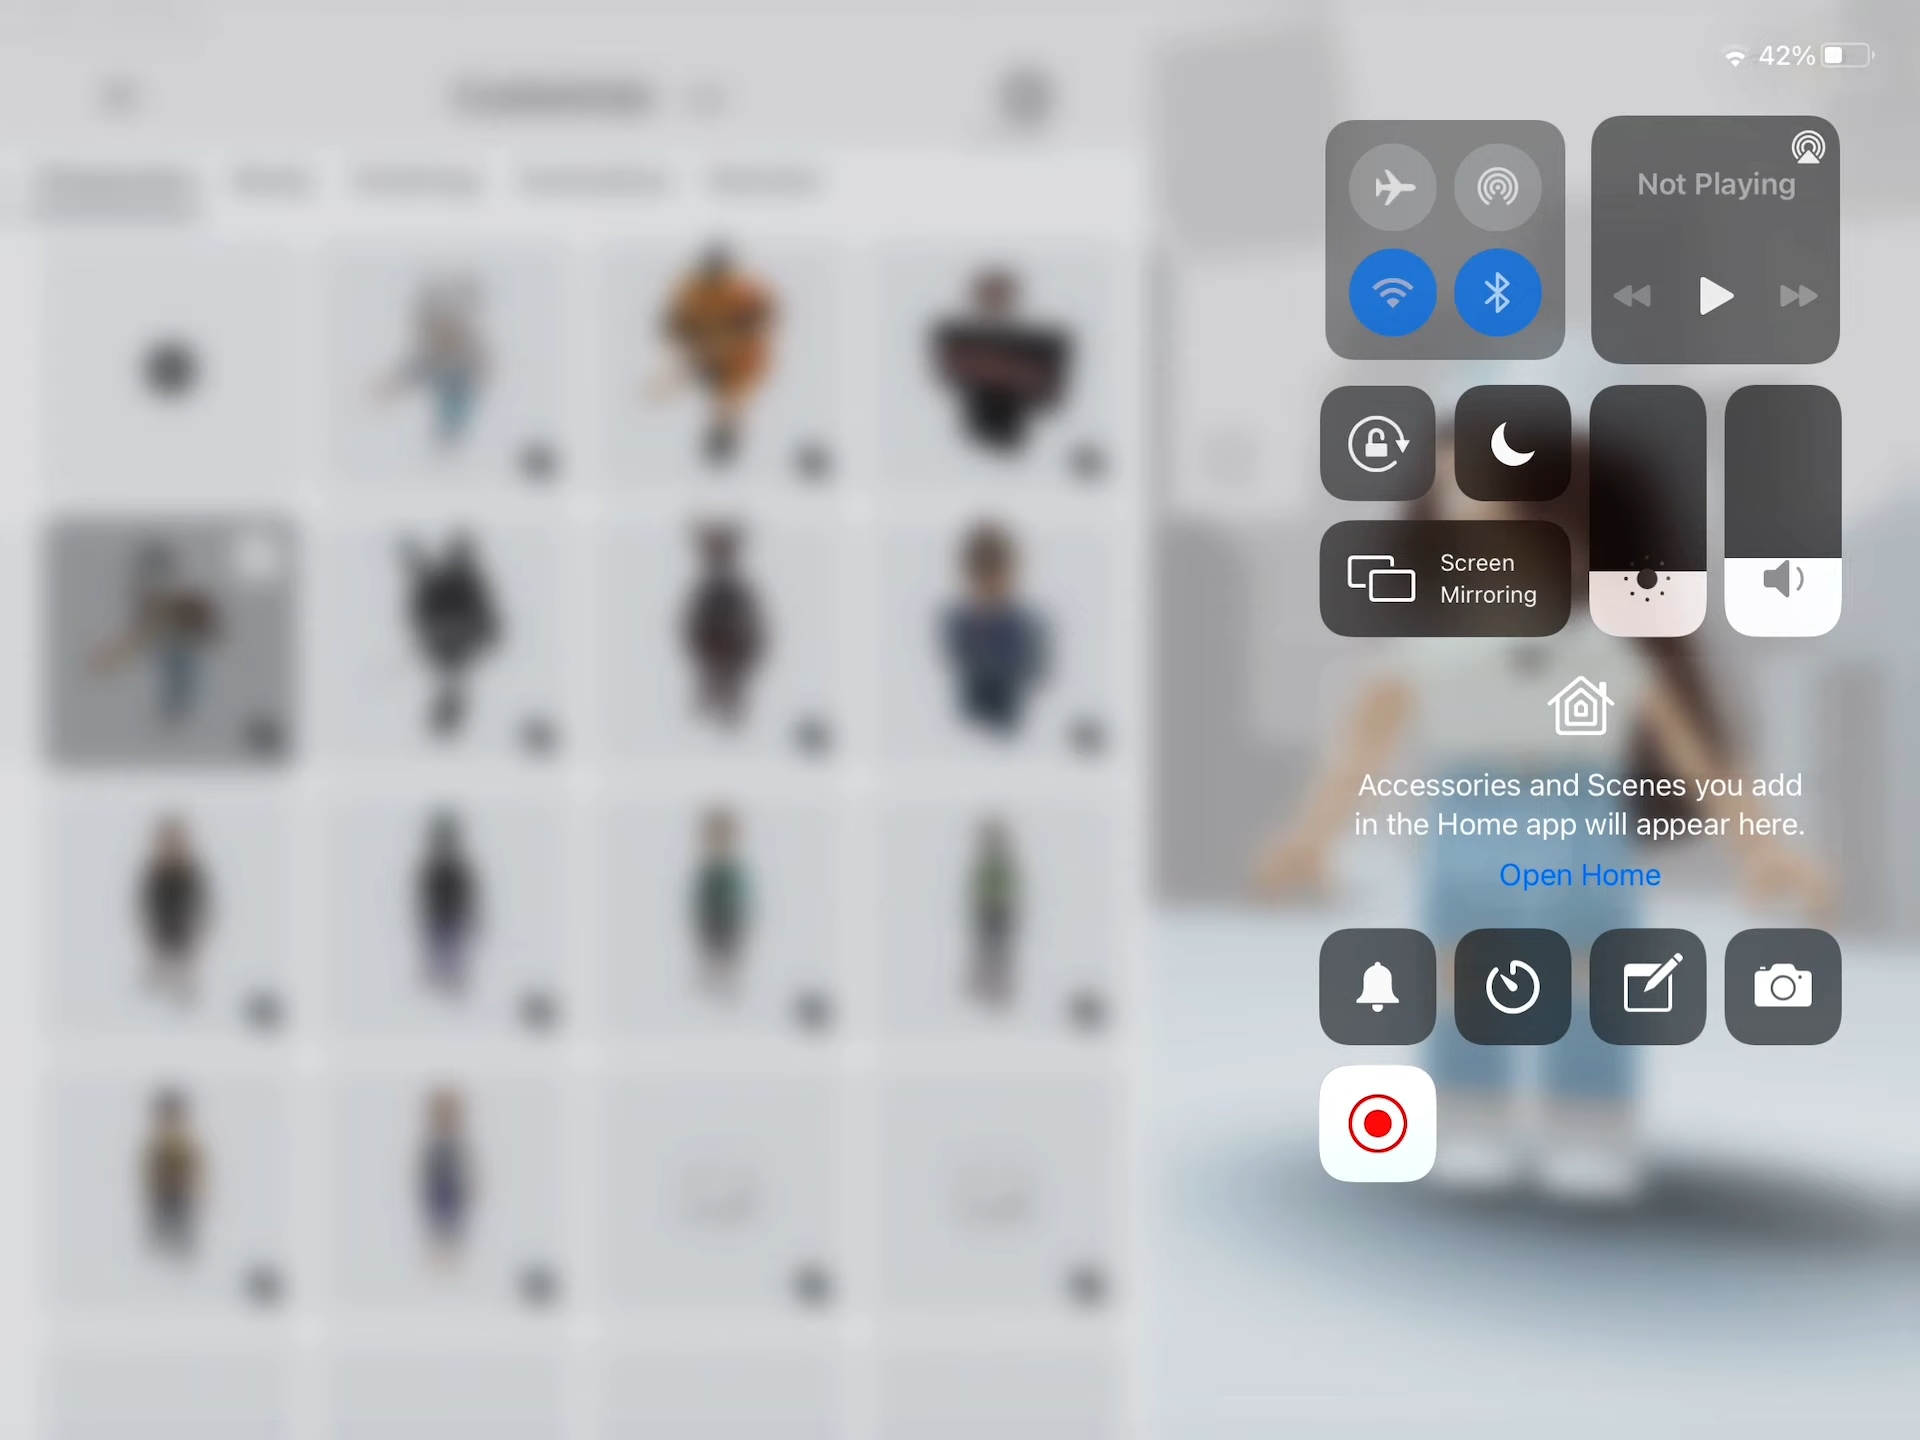 42%
Not Playing
Screen
Mirroring
Accessories and Scenes you add
in the Home app will appear here.
Open Home